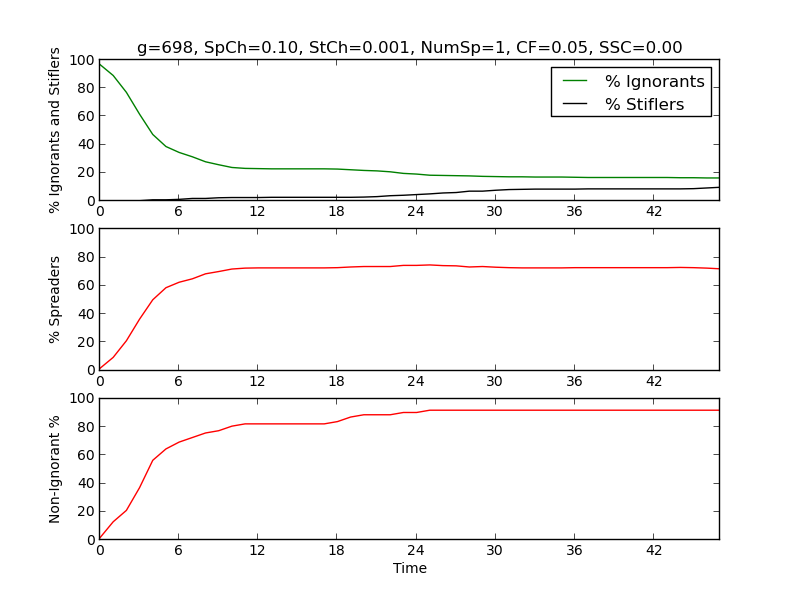 g=698, SpCh=0.10, StCh=0.001, NumSp=1, CF=0.05, SSC=0.00
% Ignorants and Stiflers
100
80
60
40
20
0
% Ignorants
% Stiflers
0 6 12 18 24 30 36 42
% Spreaders
100
80
60
40
20
0
0 6 12 18 24 30 36 42
Non-Ignorant %
100
80
60
40
20
0
0 6 12 18 24 30 36 42
Time